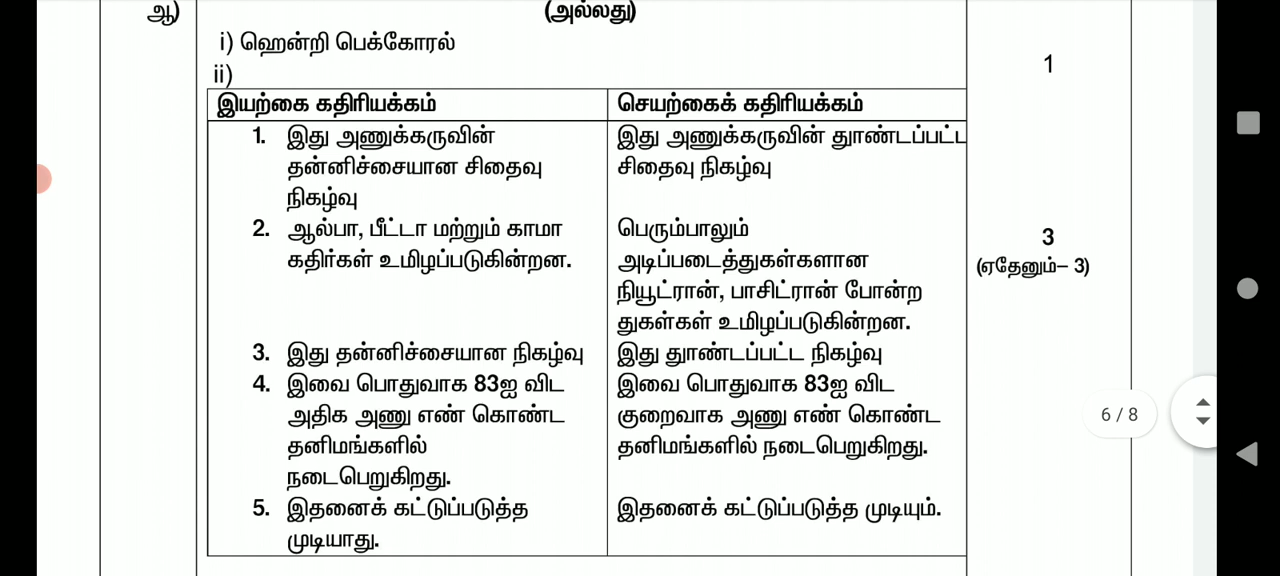 ஆ)
(அல்லது)
i) ஹென்றி பெக்கோரல்
1
ii)
இயற்கை கதிரியக்கம்
செயற்கைக் கதிரியக்கம்
1. இது அணுக்கருவின்
தன்னிச்சையான சிதைவு
நிகழ்வு
இது அணுக்கருவின் தூண்டப்பட்ட
சிதைவு நிகழ்வு
2. ஆல்பா, பீட்டா மற்றும் காமா
கதிர்கள் உமிழப்படுகின்றன.
பெரும்பாலும்
அடிப்படைத்துகள்களான
நியூட்ரான், பாசிட்ரான் போன்ற
துகள்கள் உமிழப்படுகின்றன.
3
(ஏதேனும்– 3)
3. இது தன்னிச்சையான நிகழ்வு
இது தூண்டப்பட்ட நிகழ்வு
4. இவை பொதுவாக 83ஐ விட
அதிக அணு எண் கொண்ட
தனிமங்களில்
நடைபெறுகிறது.
இவை பொதுவாக 83ஐ விட
குறைவாக அணு எண் கொண்ட
தனிமங்களில் நடைபெறுகிறது.
5. இதனைக் கட்டுப்படுத்த
முடியாது.
இதனைக் கட்டுப்படுத்த முடியும்.
6 / 8